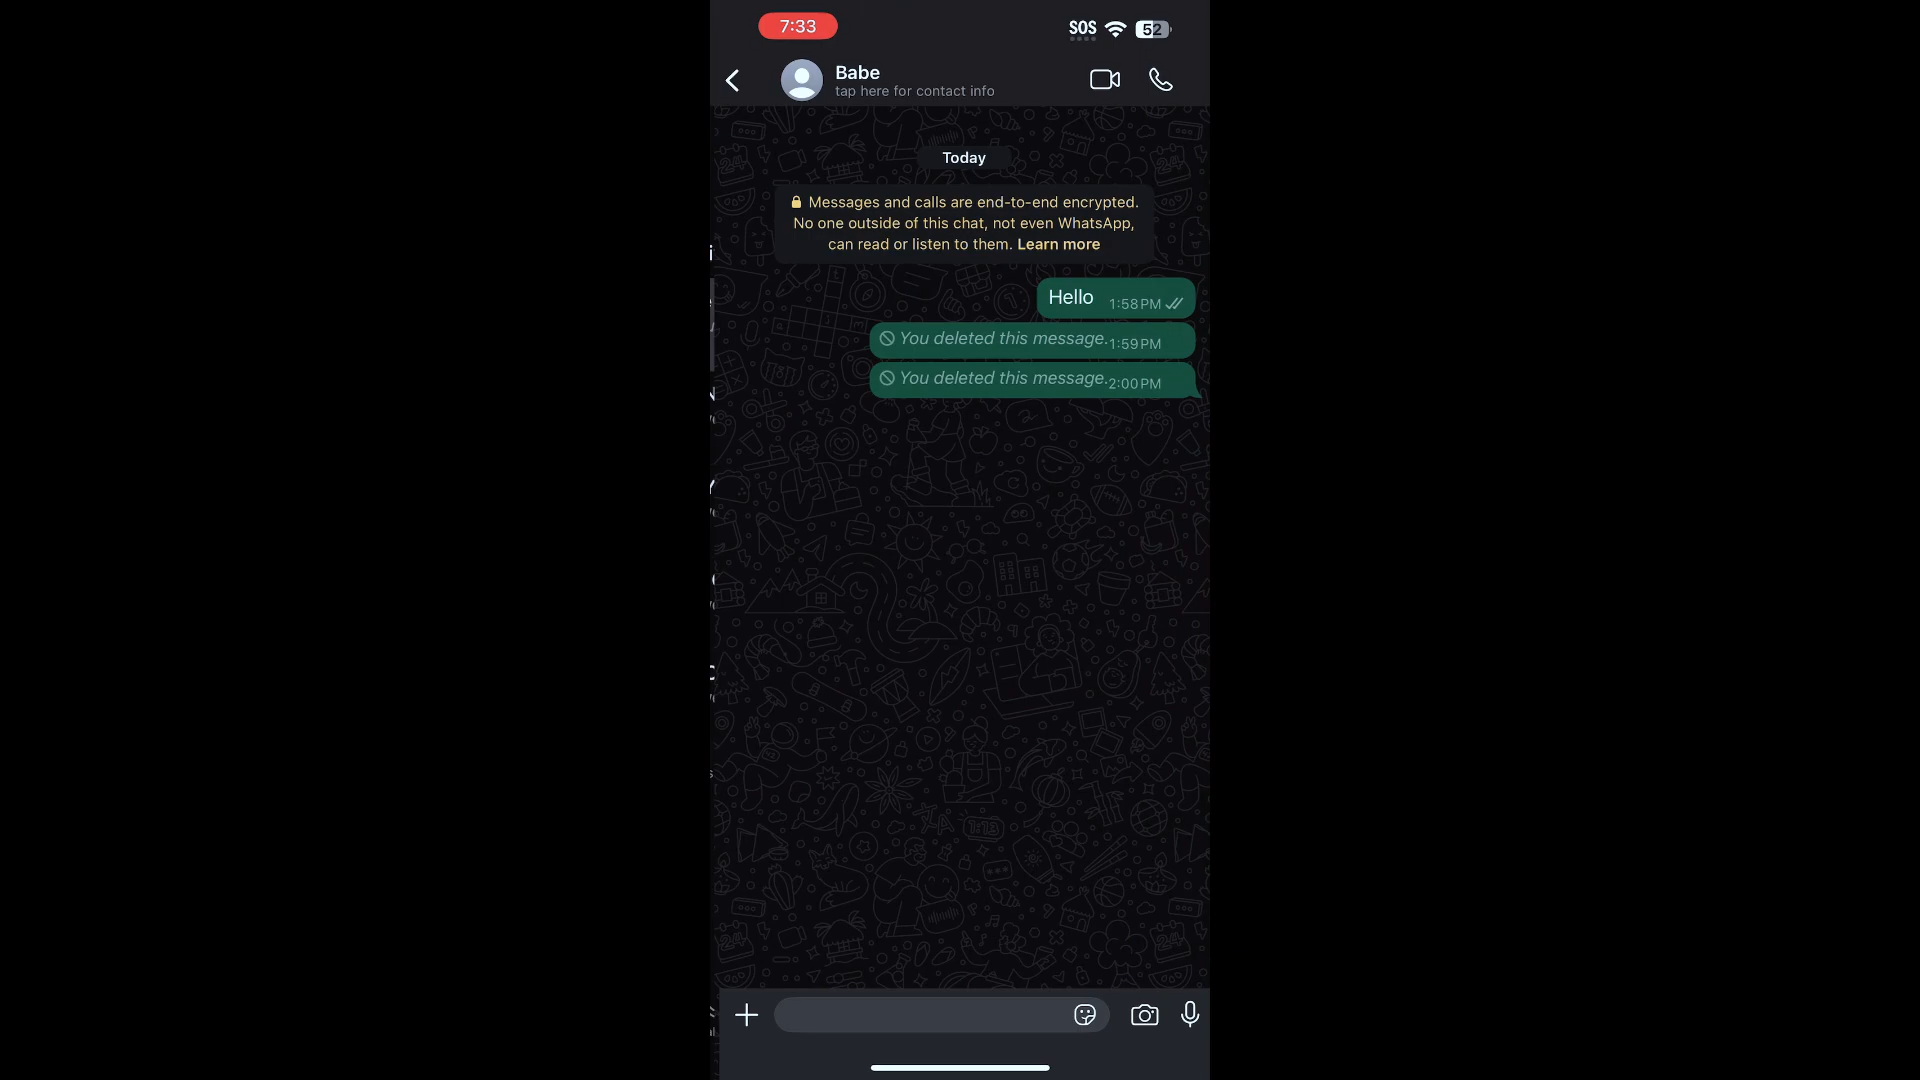 7:33
SOS
52
Babe
tap here for contact info
Today
Messages and calls are end-to-end encrypted.
No one outside of this chat, not even WhatsApp,
can read or listen to them. Learn more
Hello 1:58 PM
You deleted this message. 1:59 PM
You deleted this message. 2:00 PM